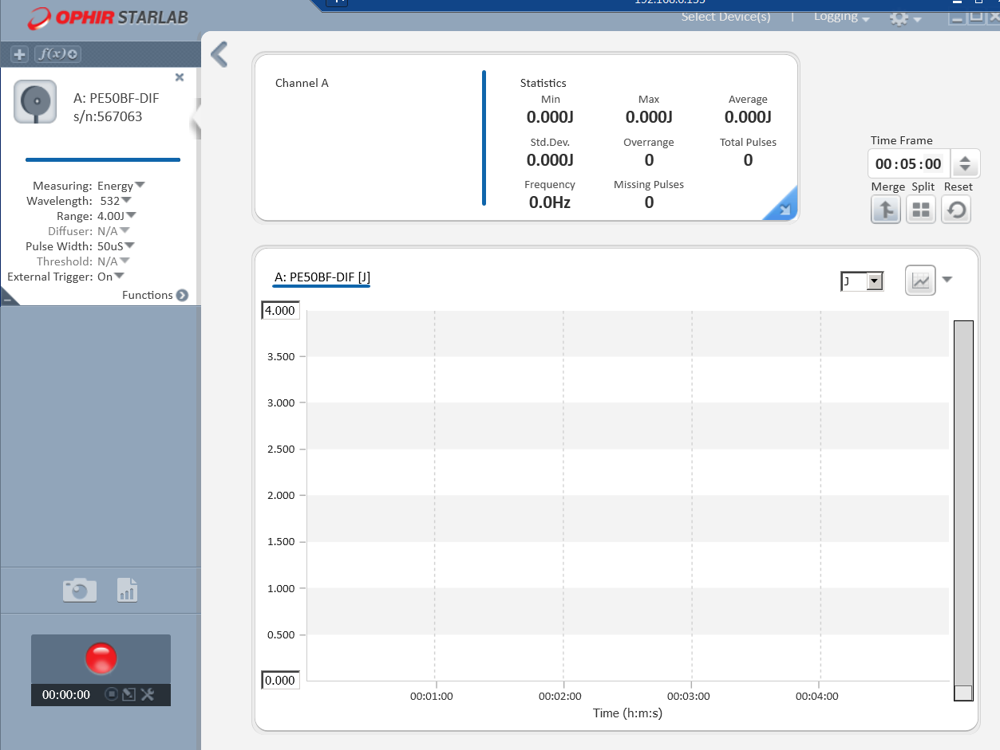 192.168.0.155
OPHIR STARLAB
Select Device(s) | Logging
f(x)
A: PE50BF-DIF
s/n:567063
Measuring: Energy
Wavelength: 532
Range: 4.00J
Diffuser: N/A
Pulse Width: 50uS
Threshold: N/A
External Trigger: On
Functions
00:00:00
Channel A
Statistics
Min Max Average
0.000J 0.000J 0.000J
Std.Dev. Overrange Total Pulses
0.000J 0 0
Frequency Missing Pulses
0.0Hz 0
Time Frame
00:05:00
Merge Split Reset
A: PE50BF-DIF [J]
J
4.000
3.500
3.000
2.500
2.000
1.500
1.000
0.500
0.000
00:01:00 00:02:00 00:03:00 00:04:00
Time (h:m:s)